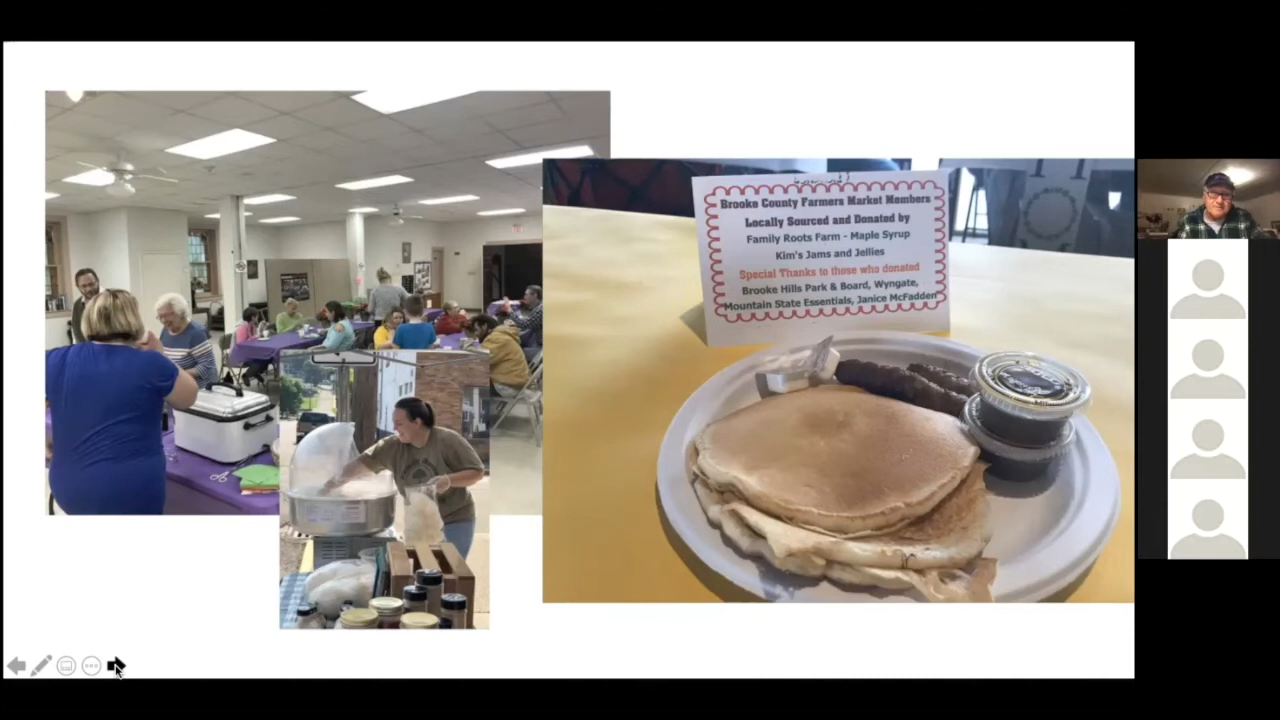 Brooke County Farmers Market Members
Locally Sourced and Donated by
Family Roots Farm - Maple Syrup
Kim's Jams and Jellies
Special Thanks to those who donated
Brooke Hills Park & Board, Wyngate,
Mountain State Essentials, Janice McFadden